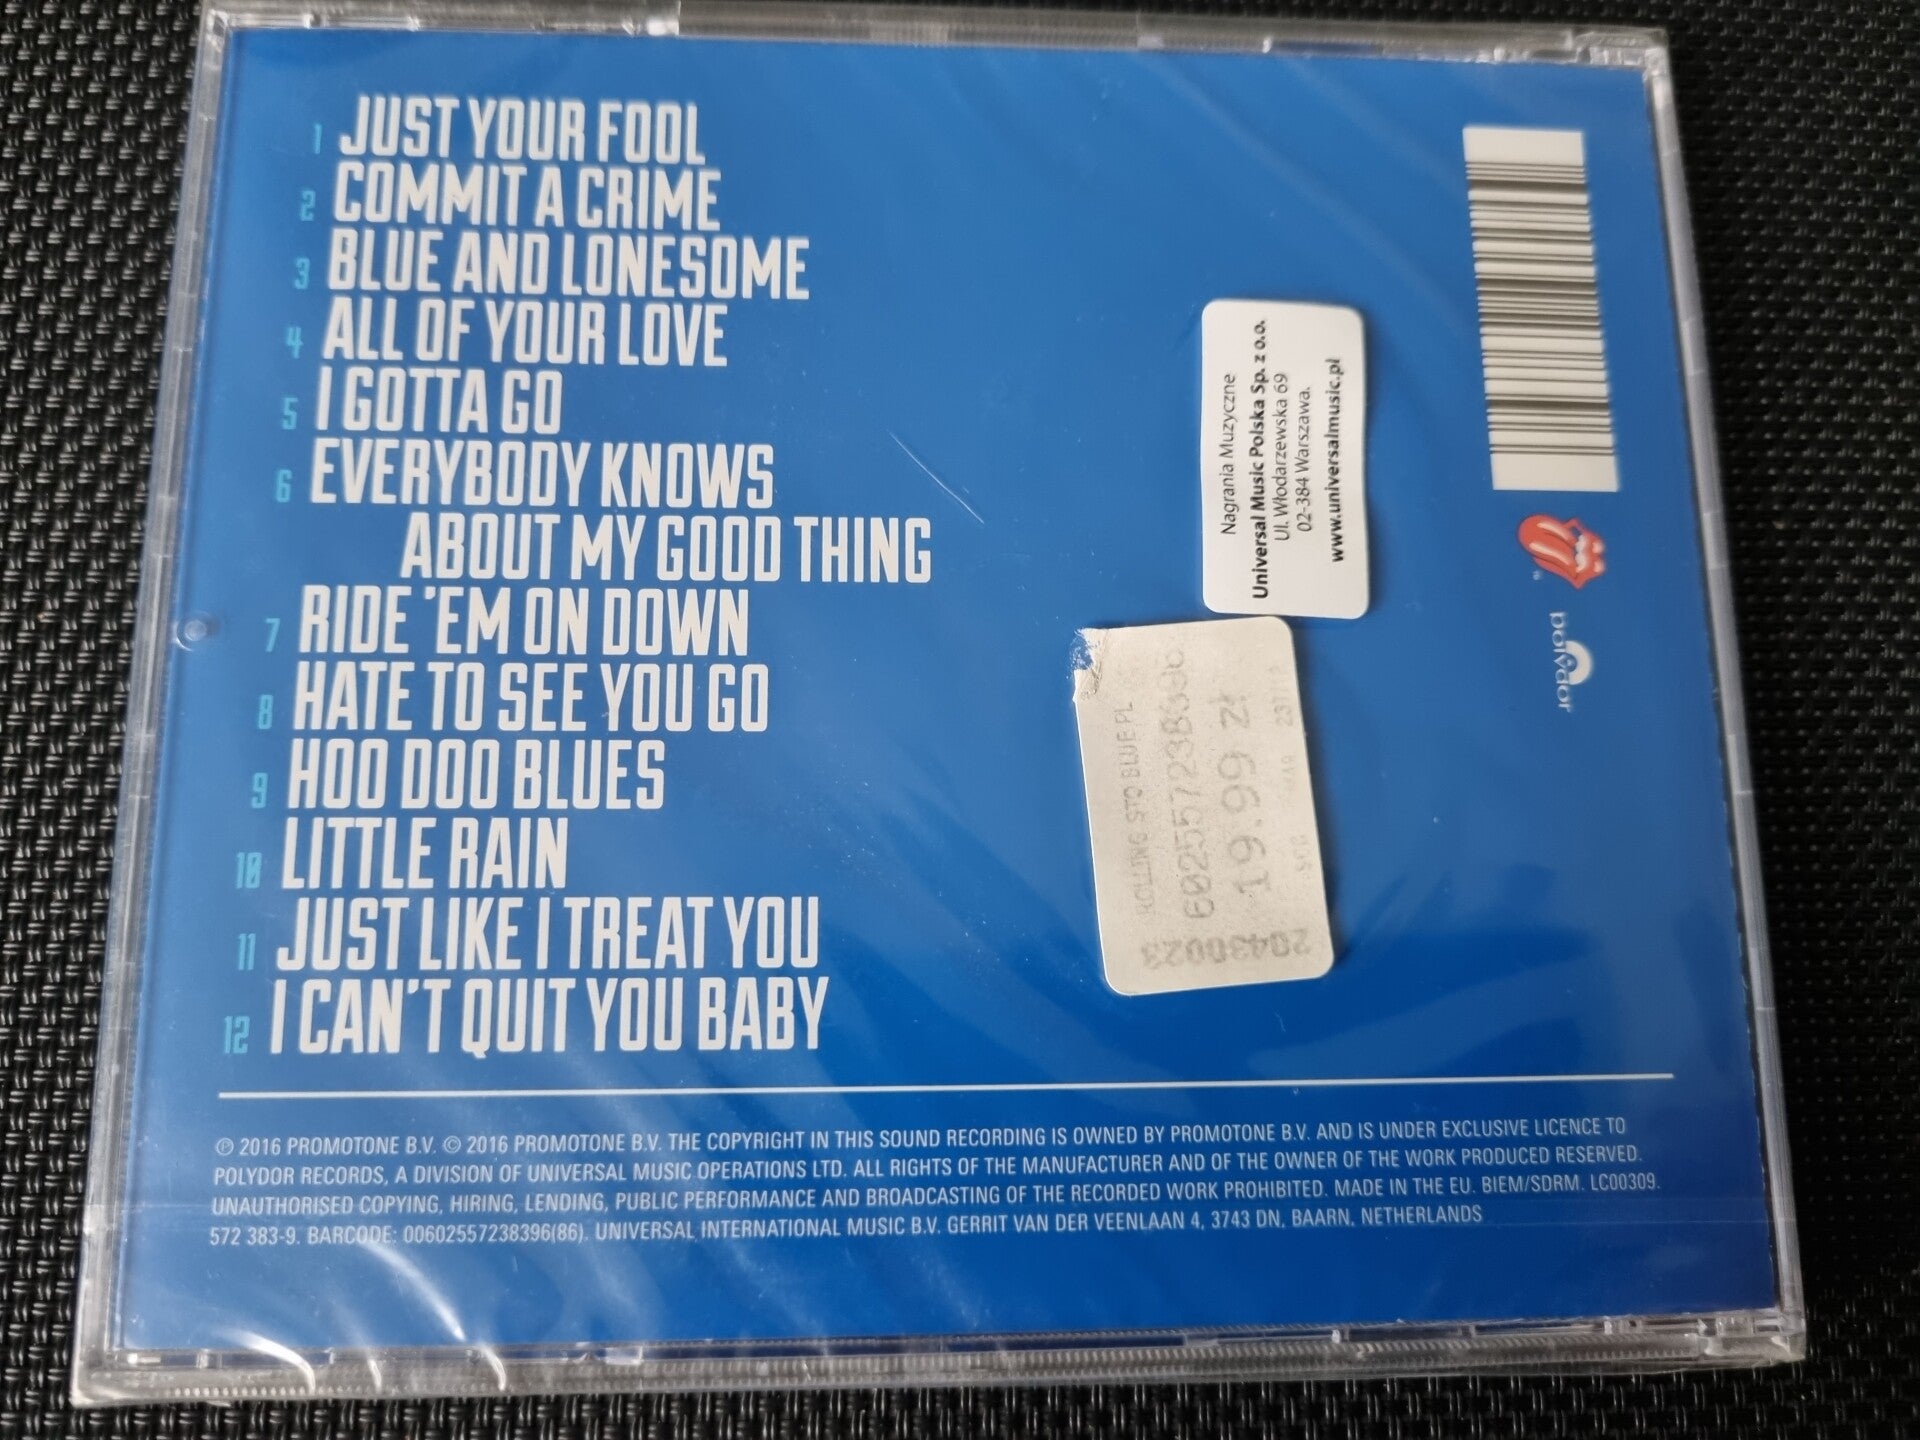 1 JUST YOUR FOOL
2 COMMIT A CRIME
3 BLUE AND LONESOME
4 ALL OF YOUR LOVE
5 I GOTTA GO
6 EVERYBODY KNOWS
ABOUT MY GOOD THING
7 RIDE 'EM ON DOWN
8 HATE TO SEE YOU GO
9 HOO DOO BLUES
10 LITTLE RAIN
11 JUST LIKE I TREAT YOU
12 I CAN'T QUIT YOU BABY
Nagrania Muzyczne
Universal Music Polska Sp. z o.o.
Ul. Włodarzewska 69
02-384 Warszawa.
www.universalmusic.pl
polydor
ROLLING STO BLUE.PL
19.99 zł
20430023
℗ 2016 PROMOTONE B.V. © 2016 PROMOTONE B.V. THE COPYRIGHT IN THIS SOUND RECORDING IS OWNED BY PROMOTONE B.V. AND IS UNDER EXCLUSIVE LICENCE TO
POLYDOR RECORDS, A DIVISION OF UNIVERSAL MUSIC OPERATIONS LTD. ALL RIGHTS OF THE MANUFACTURER AND OF THE OWNER OF THE WORK PRODUCED RESERVED.
UNAUTHORISED COPYING, HIRING, LENDING, PUBLIC PERFORMANCE AND BROADCASTING OF THE RECORDED WORK PROHIBITED. MADE IN THE EU. BIEM/SDRM. LC00309.
572 383-9. BARCODE: 00602557238396(86). UNIVERSAL INTERNATIONAL MUSIC B.V. GERRIT VAN DER VEENLAAN 4, 3743 DN, BAARN, NETHERLANDS